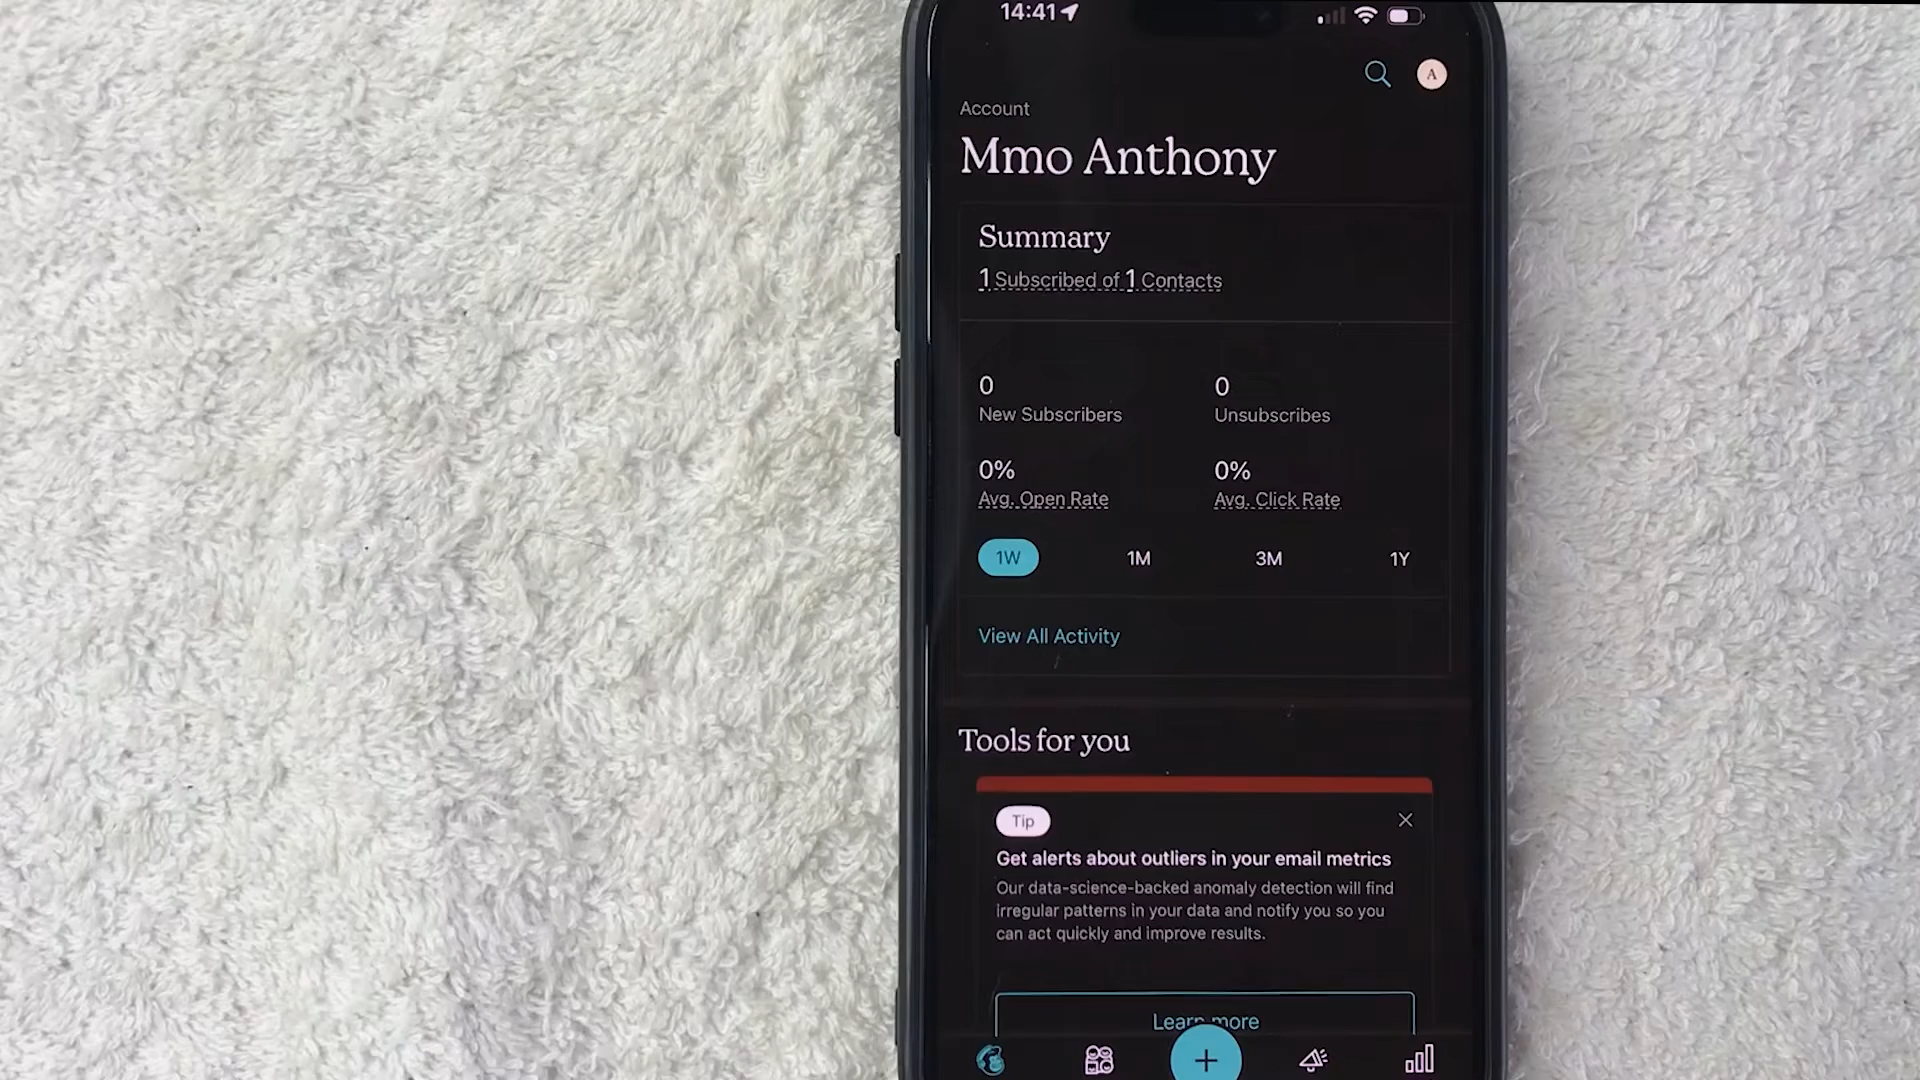 14:41
A
Account
Mmo Anthony
Summary
1 Subscribed of 1 Contacts
0
New Subscribers
0
Unsubscribes
0%
Avg. Open Rate
0%
Avg. Click Rate
1W 1M 3M 1Y
View All Activity
Tools for you
Tip
Get alerts about outliers in your email metrics
Our data-science-backed anomaly detection will find
irregular patterns in your data and notify you so you
can act quickly and improve results.
Learn more